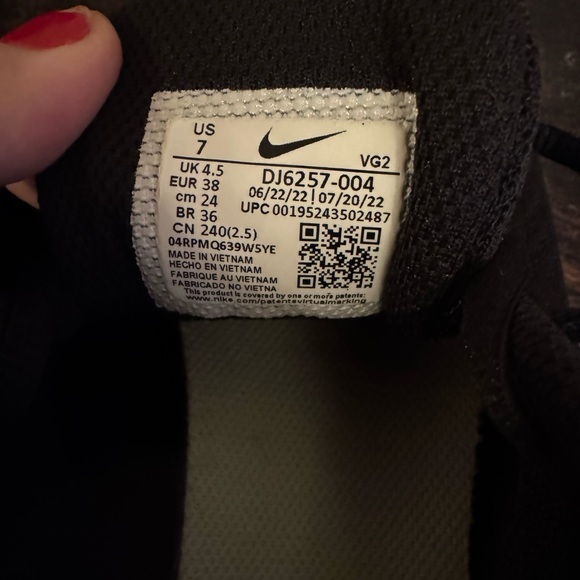 US
7
VG2
UK 4.5
EUR 38
cm 24
BR 36
CN 240(2.5)
DJ6257-004
06/22/22 | 07/20/22
UPC 00195243502487
04RPMQ639W5YE
MADE IN VIETNAM
HECHO EN VIETNAM
FABRIQUE AU VIETNAM
FABRICADO NO VIETNA
This product is covered by one or more patents:
www.nike.com/patentsvirtualmarking